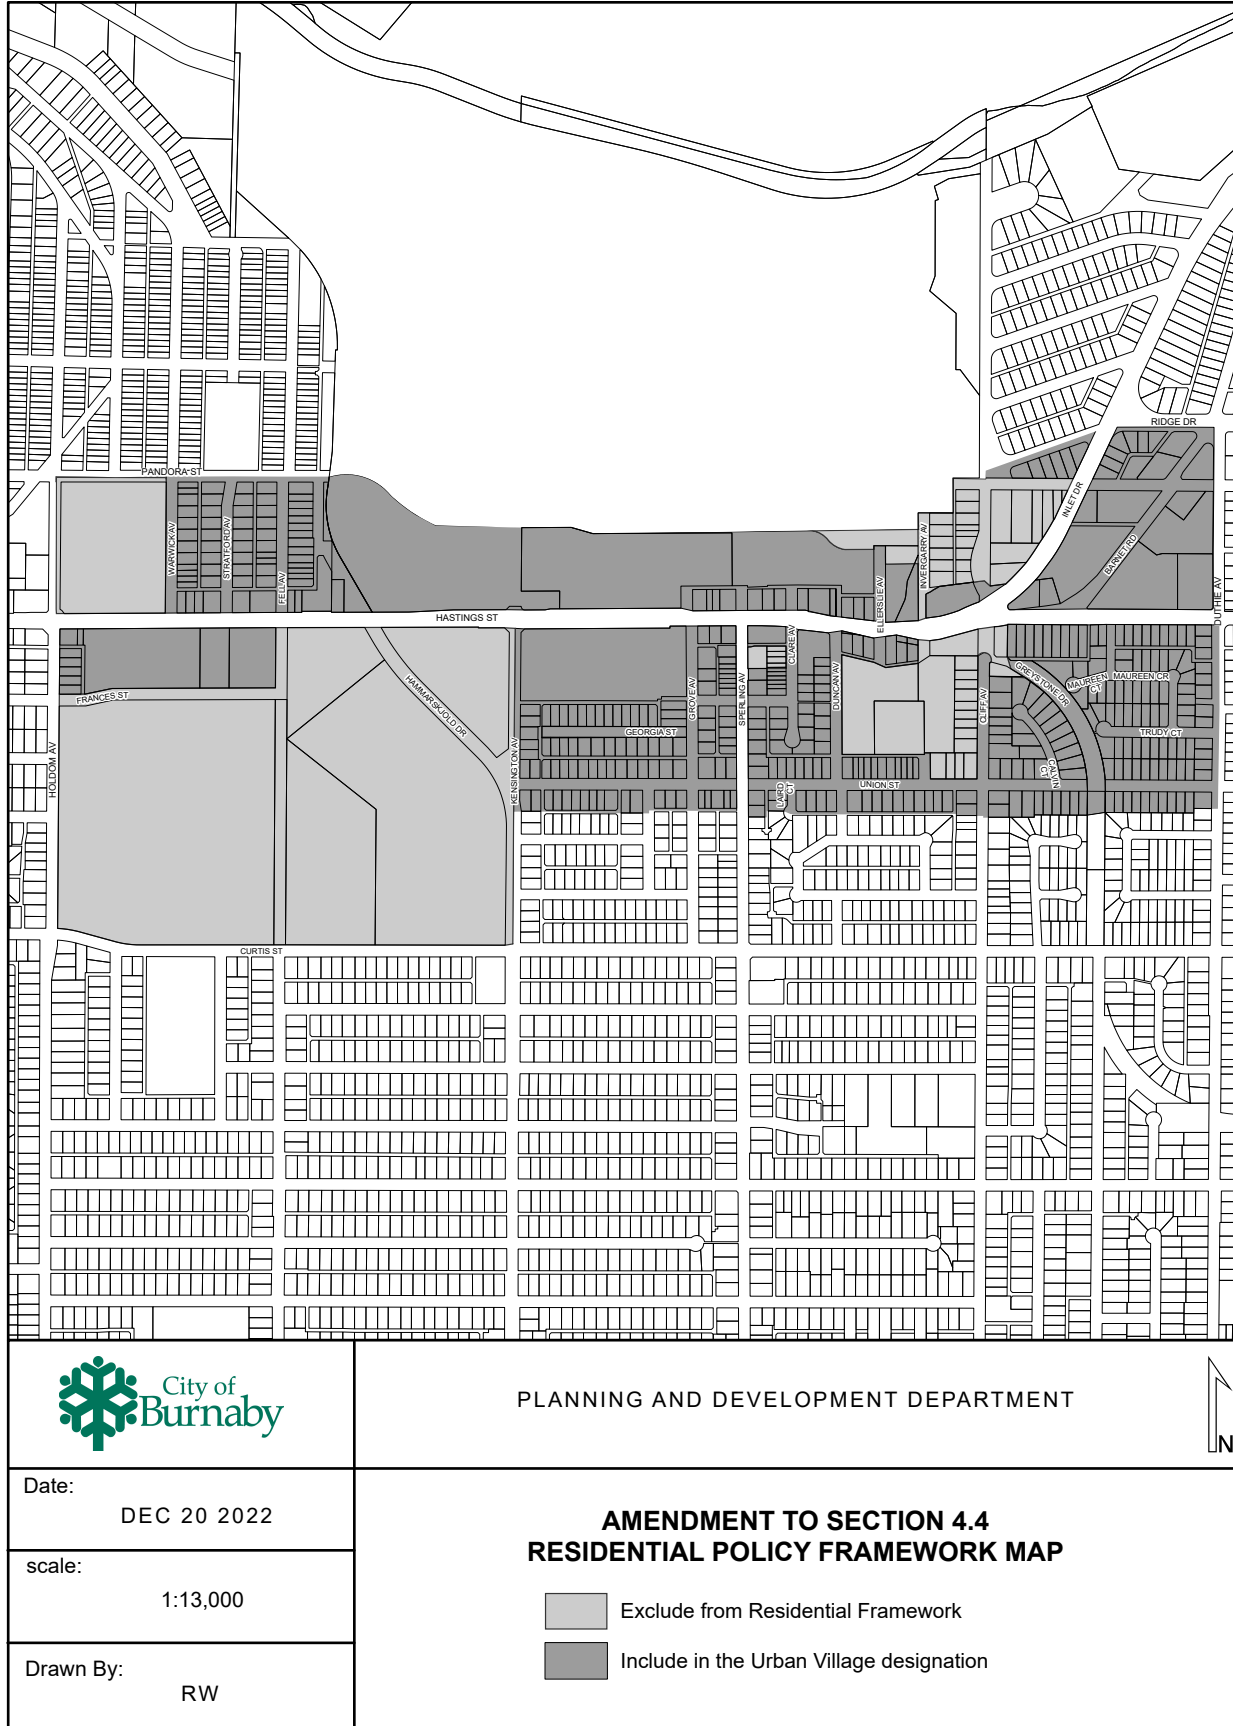 RIDGE DR
PANDORA ST
INLET DR
WARWICK AV
STRATFORD AV
FELL AV
INVERGARRY AV
BARNET RD
ELLERSLIE AV
DUTHIE AV
HASTINGS ST
CLARE AV
GREYSTONE DR
MAUREEN CT
MAUREEN CR
FRANCES ST
HAMMARSKJOLD DR
GROVE AV
SPERLING AV
DUNCAN AV
CLIFF AV
GEORGIA ST
TRUDY CT
HOLDOM AV
KENSINGTON AV
LAIRD CT
UNION ST
CALVIN CT
CURTIS ST
City of
Burnaby
PLANNING AND DEVELOPMENT DEPARTMENT
N
Date:
DEC 20 2022
scale:
1:13,000
Drawn By:
RW
AMENDMENT TO SECTION 4.4
RESIDENTIAL POLICY FRAMEWORK MAP
Exclude from Residential Framework
Include in the Urban Village designation